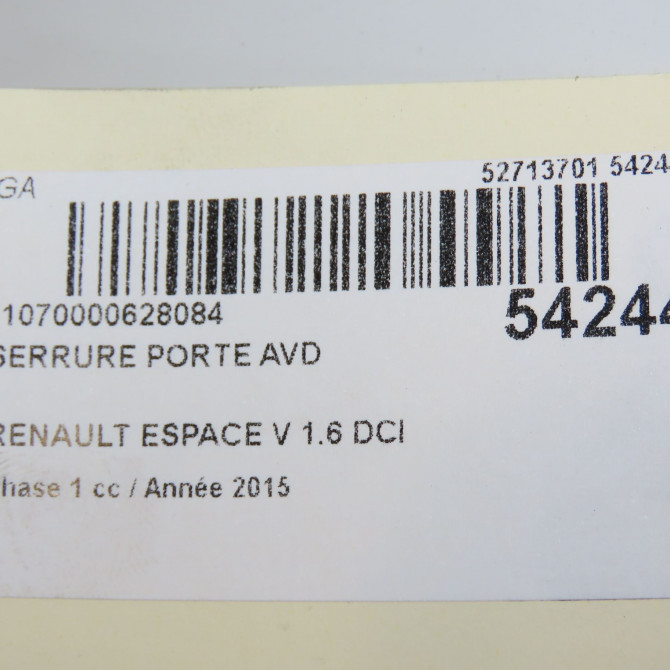 GA
52713701 5424
1070000628084
54244
SERRURE PORTE AVD
RENAULT ESPACE V 1.6 DCI
hase 1 cc / Année 2015